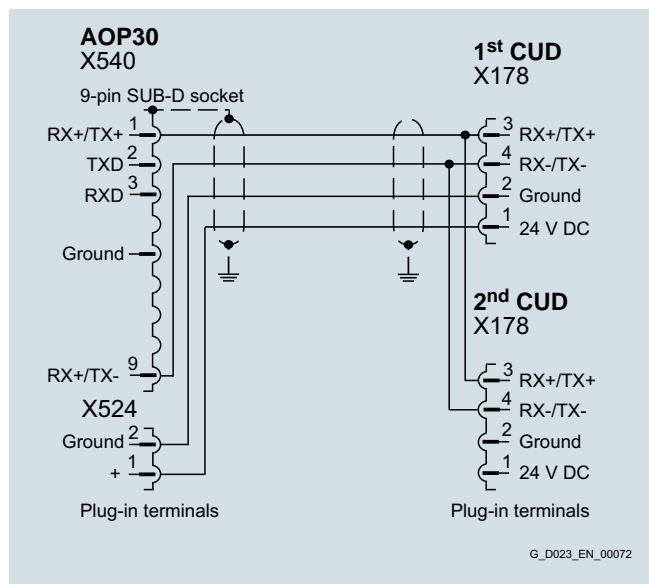 AOP30
X540
9-pin SUB-D socket
RX+/TX+ 1
TXD 2
RXD 3
Ground
RX+/TX- 9
X524
Ground 2
+ 1
Plug-in terminals
1st CUD
X178
3 RX+/TX+
4 RX-/TX-
2 Ground
1 24 V DC
2nd CUD
X178
3 RX+/TX+
4 RX-/TX-
2 Ground
1 24 V DC
Plug-in terminals
G_D023_EN_00072